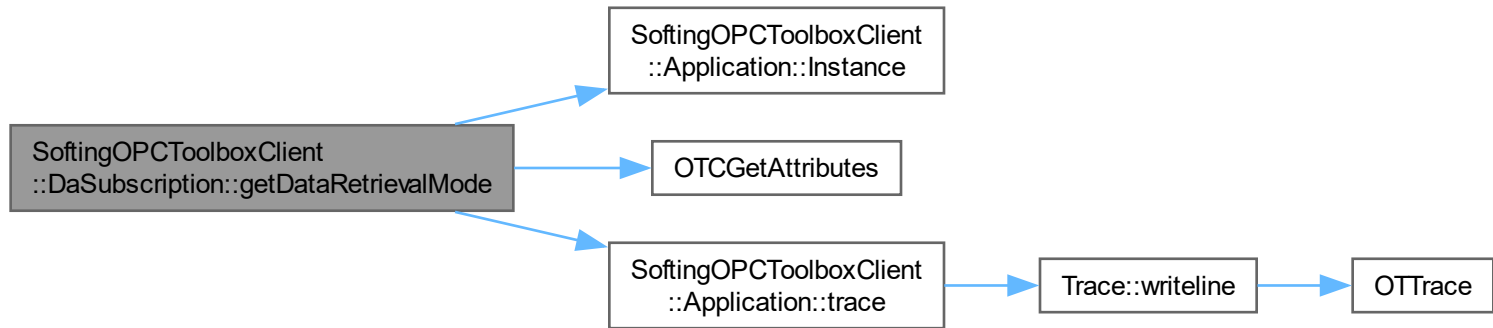 SoftingOPCToolboxClient
::Application::Instance
SoftingOPCToolboxClient
::DaSubscription::getDataRetrievalMode
OTCGetAttributes
SoftingOPCToolboxClient
::Application::trace
Trace::writeline
OTTrace